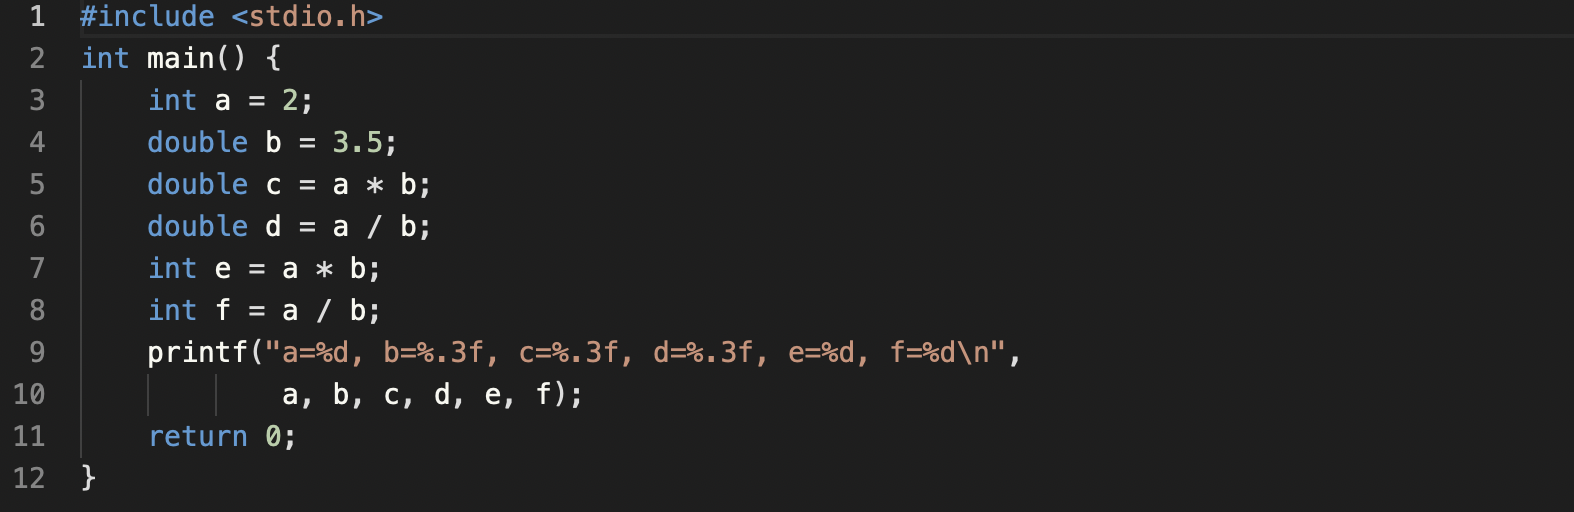 1 #include <stdio.h>
2 int main() {
3     int a = 2;
4     double b = 3.5;
5     double c = a * b;
6     double d = a / b;
7     int e = a * b;
8     int f = a / b;
9     printf("a=%d, b=%.3f, c=%.3f, d=%.3f, e=%d, f=%d\n",
10             a, b, c, d, e, f);
11     return 0;
12 }